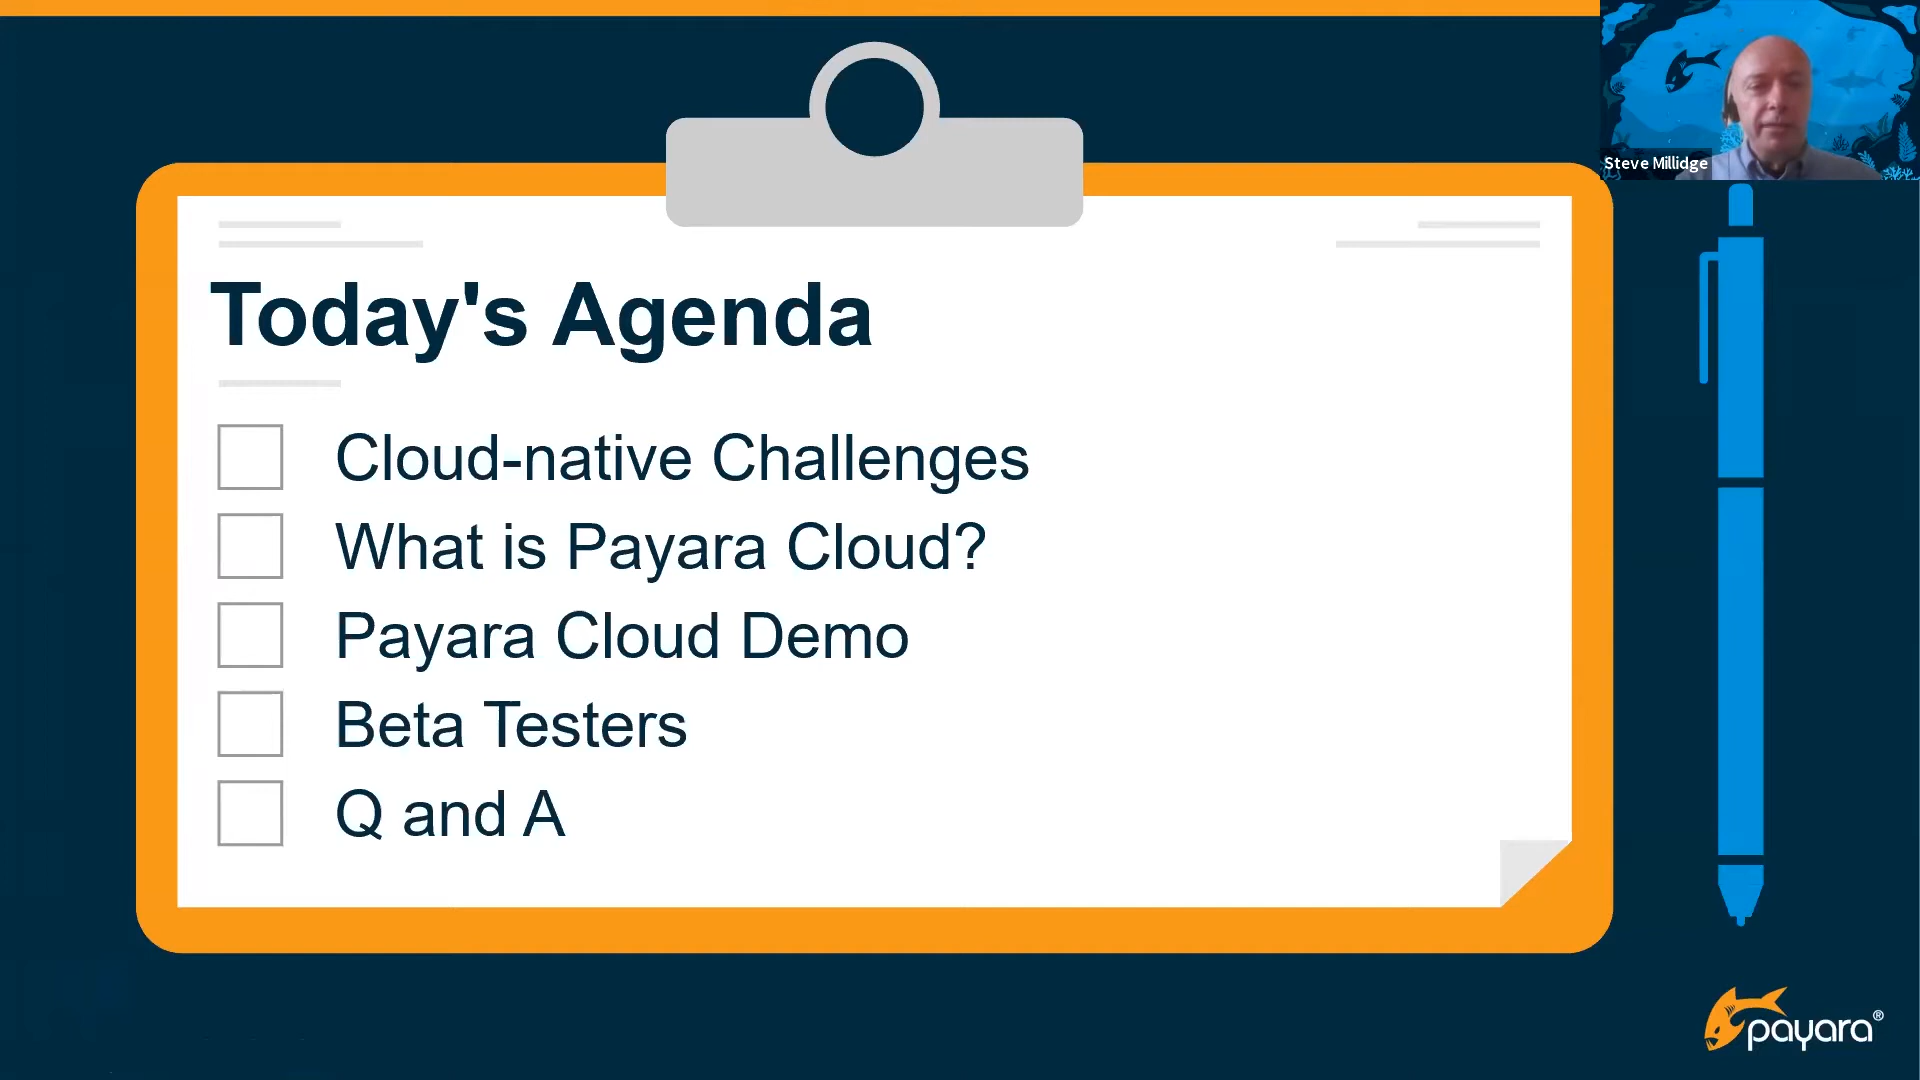 Steve Millidge
Today's Agenda
Cloud-native Challenges
What is Payara Cloud?
Payara Cloud Demo
Beta Testers
Q and A
payara®